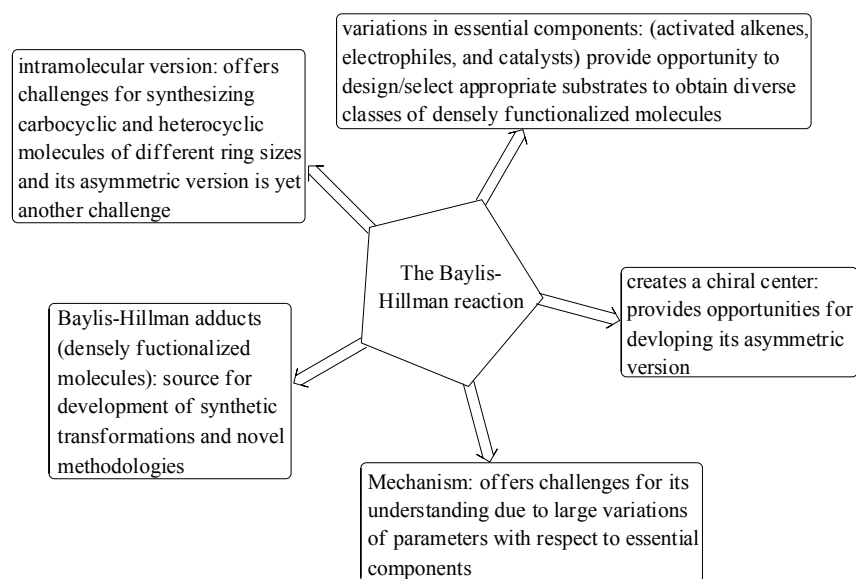 variations in essential components: (activated alkenes,
electrophiles, and catalysts) provide opportunity to
design/select appropriate substrates to obtain diverse
classes of densely functionalized molecules
intramolecular version: offers
challenges for synthesizing
carbocyclic and heterocyclic
molecules of different ring sizes
and its asymmetric version is yet
another challenge
The Baylis-
Hillman reaction
creates a chiral center:
provides opportunities for
devloping its asymmetric
version
Baylis-Hillman adducts
(densely fuctionalized
molecules): source for
development of synthetic
transformations and novel
methodologies
Mechanism: offers challenges for its
understanding due to large variations
of parameters with respect to essential
components